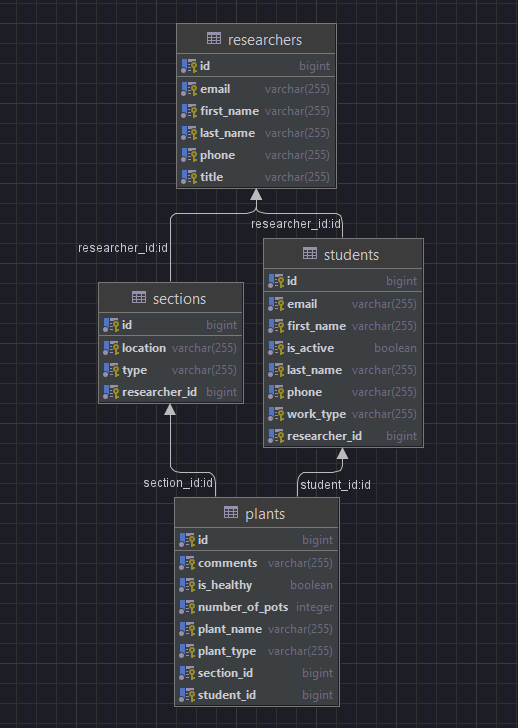 researchers
id bigint
email varchar(255)
first_name varchar(255)
last_name varchar(255)
phone varchar(255)
title varchar(255)
researcher_id:id
researcher_id:id
students
id bigint
email varchar(255)
first_name varchar(255)
is_active boolean
last_name varchar(255)
phone varchar(255)
work_type varchar(255)
researcher_id bigint
sections
id bigint
location varchar(255)
type varchar(255)
researcher_id bigint
section_id:id
student_id:id
plants
id bigint
comments varchar(255)
is_healthy boolean
number_of_pots integer
plant_name varchar(255)
plant_type varchar(255)
section_id bigint
student_id bigint